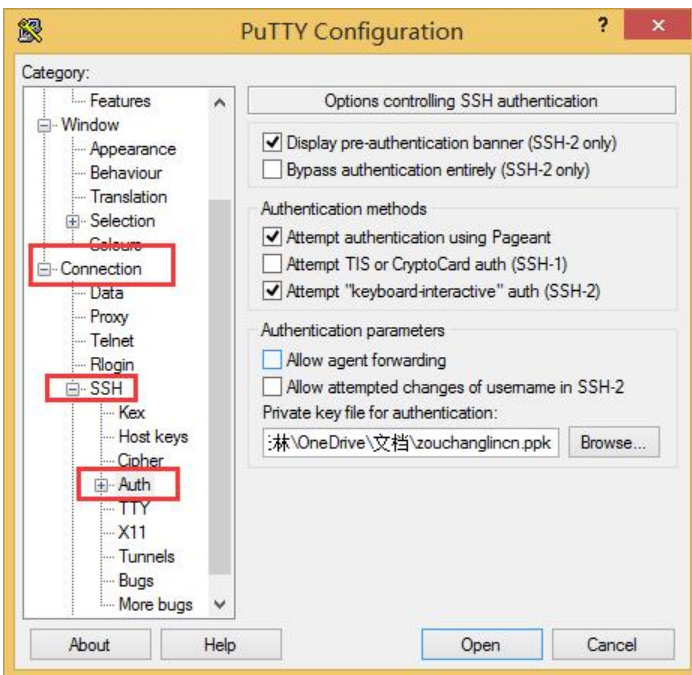 PuTTY Configuration
?
×
Category:
Features
Window
Appearance
Behaviour
Translation
Selection
Colours
Connection
Data
Proxy
Telnet
Rlogin
SSH
Kex
Host keys
Cipher
Auth
TTY
X11
Tunnels
Bugs
More bugs
Options controlling SSH authentication
Display pre-authentication banner (SSH-2 only)
Bypass authentication entirely (SSH-2 only)
Authentication methods
Attempt authentication using Pageant
Attempt TIS or CryptoCard auth (SSH-1)
Attempt "keyboard-interactive" auth (SSH-2)
Authentication parameters
Allow agent forwarding
Allow attempted changes of username in SSH-2
Private key file for authentication:
\OneDrive\文档\zouchanglincn.ppk
Browse...
About
Help
Open
Cancel